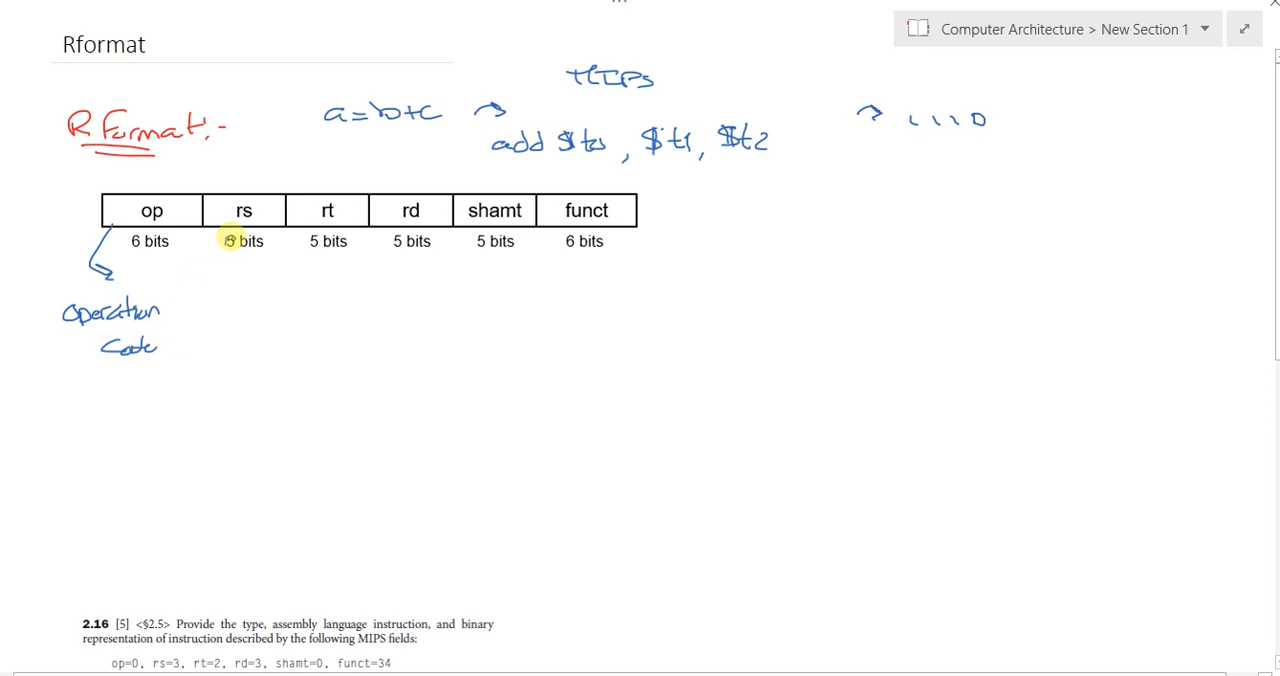 Rformat
Computer Architecture > New Section 1
MIPS
R Format:-
a=b+c
add $t0, $t1, $t2
1110
op rs rt rd shamt funct
6 bits 5 bits 5 bits 5 bits 5 bits 6 bits
operation
code
2.16 [5] <§2.5> Provide the type, assembly language instruction, and binary
representation of instruction described by the following MIPS fields:
op=0, rs=3, rt=2, rd=3, shamt=0, funct=34